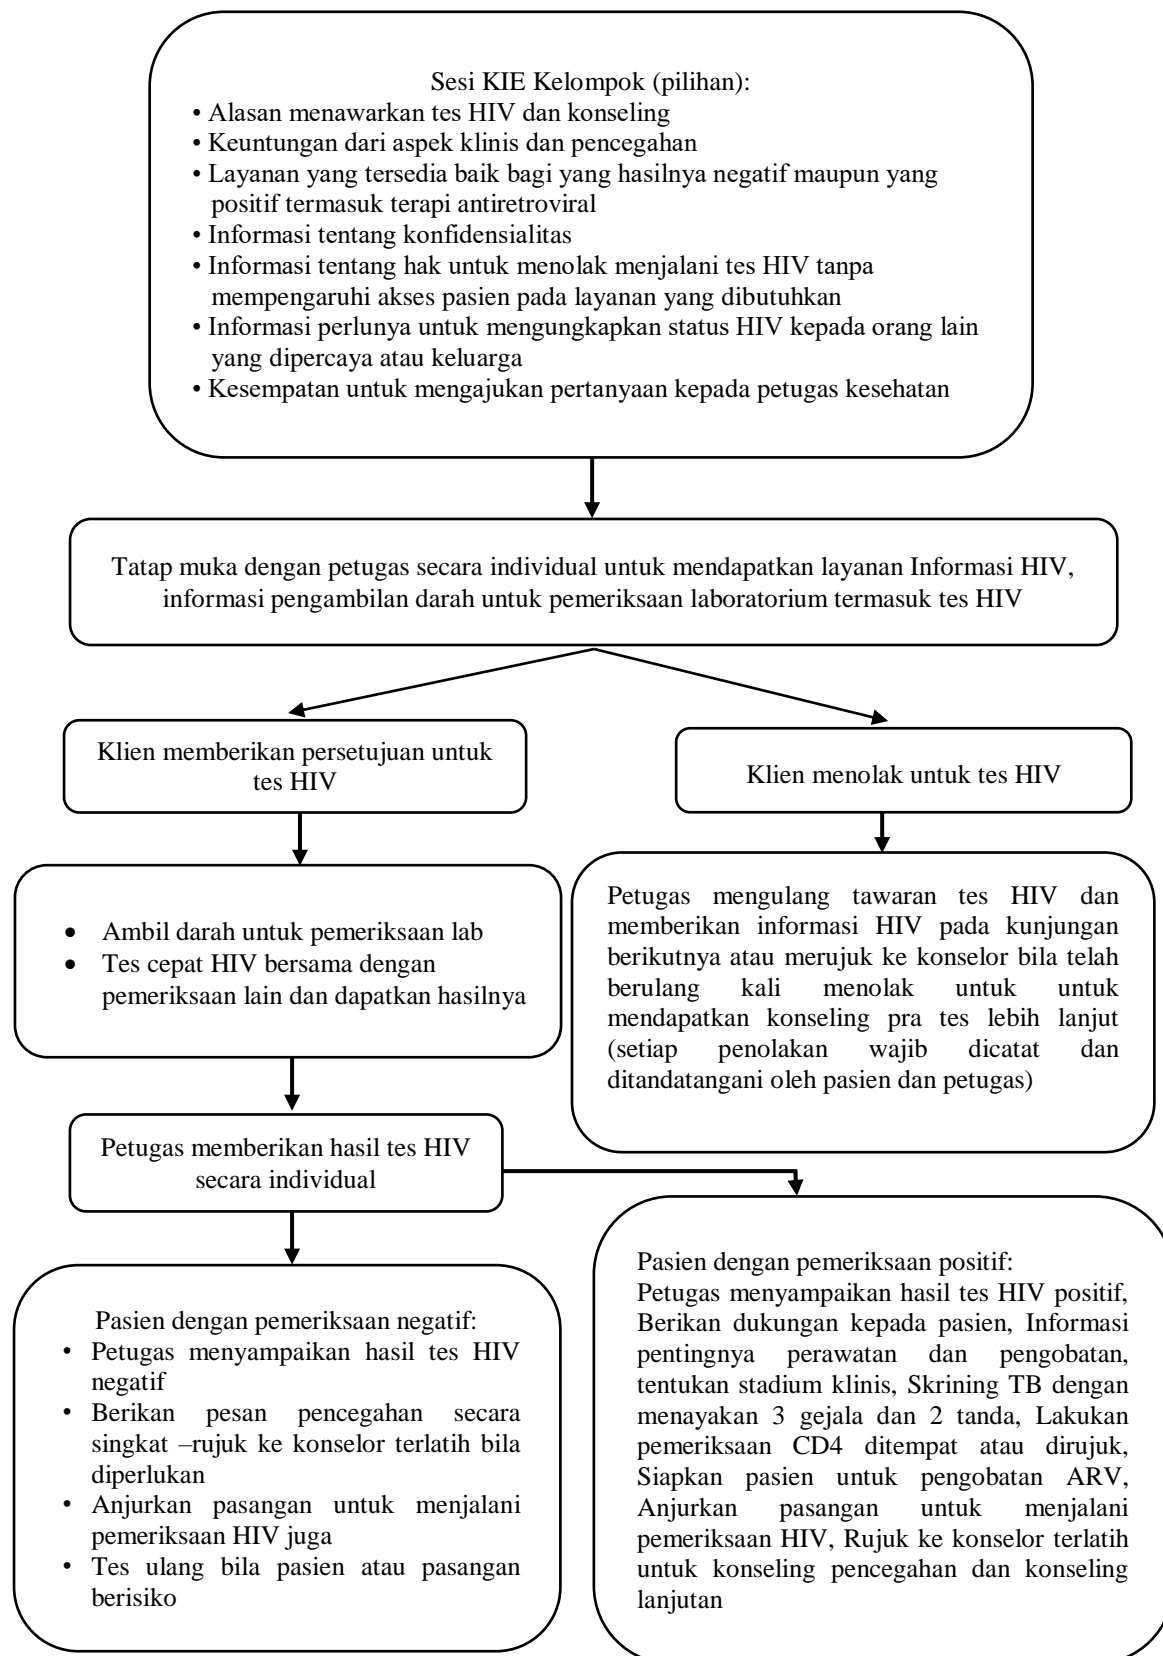 Sesi KIE Kelompok (pilihan):
• Alasan menawarkan tes HIV dan konseling
• Keuntungan dari aspek klinis dan pencegahan
• Layanan yang tersedia baik bagi yang hasilnya negatif maupun yang
positif termasuk terapi antiretroviral
• Informasi tentang konfidensialitas
• Informasi tentang hak untuk menolak menjalani tes HIV tanpa
mempengaruhi akses pasien pada layanan yang dibutuhkan
• Informasi perlunya untuk mengungkapkan status HIV kepada orang lain
yang dipercaya atau keluarga
• Kesempatan untuk mengajukan pertanyaan kepada petugas kesehatan
Tatap muka dengan petugas secara individual untuk mendapatkan layanan Informasi HIV,
informasi pengambilan darah untuk pemeriksaan laboratorium termasuk tes HIV
Klien memberikan persetujuan untuk
tes HIV
Klien menolak untuk tes HIV
• Ambil darah untuk pemeriksaan lab
• Tes cepat HIV bersama dengan
pemeriksaan lain dan dapatkan hasilnya
Petugas mengulang tawaran tes HIV dan
memberikan informasi HIV pada kunjungan
berikutnya atau merujuk ke konselor bila telah
berulang kali menolak untuk untuk
mendapatkan konseling pra tes lebih lanjut
(setiap penolakan wajib dicatat dan
ditandatangani oleh pasien dan petugas)
Petugas memberikan hasil tes HIV
secara individual
Pasien dengan pemeriksaan negatif:
• Petugas menyampaikan hasil tes HIV
negatif
• Berikan pesan pencegahan secara
singkat –rujuk ke konselor terlatih bila
diperlukan
• Anjurkan pasangan untuk menjalani
pemeriksaan HIV juga
• Tes ulang bila pasien atau pasangan
berisiko
Pasien dengan pemeriksaan positif:
Petugas menyampaikan hasil tes HIV positif,
Berikan dukungan kepada pasien, Informasi
pentingnya perawatan dan pengobatan,
tentukan stadium klinis, Skrining TB dengan
menayakan 3 gejala dan 2 tanda, Lakukan
pemeriksaan CD4 ditempat atau dirujuk,
Siapkan pasien untuk pengobatan ARV,
Anjurkan pasangan untuk menjalani
pemeriksaan HIV, Rujuk ke konselor terlatih
untuk konseling pencegahan dan konseling
lanjutan